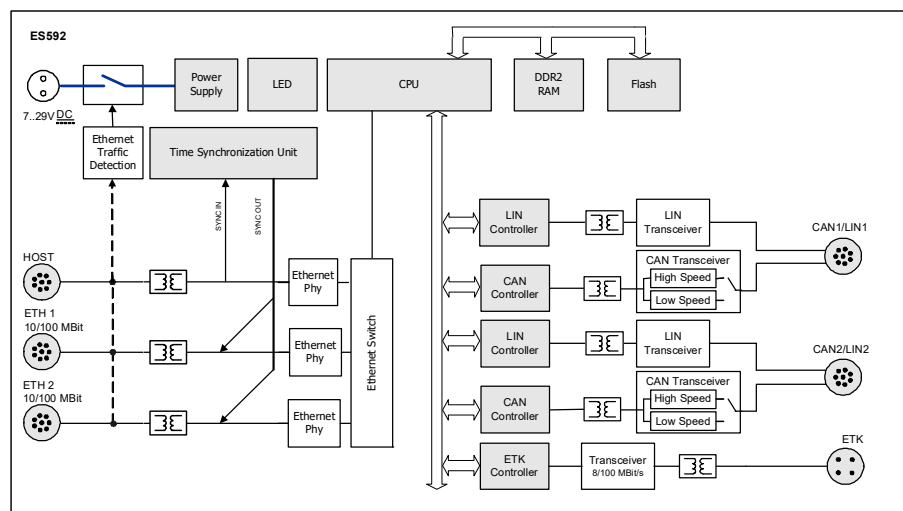 ES592
7..29V DC
Power
Supply
LED
CPU
DDR2
RAM
Flash
Ethernet
Traffic
Detection
Time Synchronization Unit
SYNC IN
SYNC OUT
HOST
ETH 1
10/100 MBit
ETH 2
10/100 MBit
Ethernet
Phy
Ethernet
Phy
Ethernet
Phy
Ethernet Switch
LIN
Controller
LIN
Transceiver
CAN1/LIN1
CAN
Controller
CAN Transceiver
High Speed
Low Speed
LIN
Controller
LIN
Transceiver
CAN2/LIN2
CAN
Controller
CAN Transceiver
High Speed
Low Speed
ETK
Controller
Transceiver
8/100 MBit/s
ETK